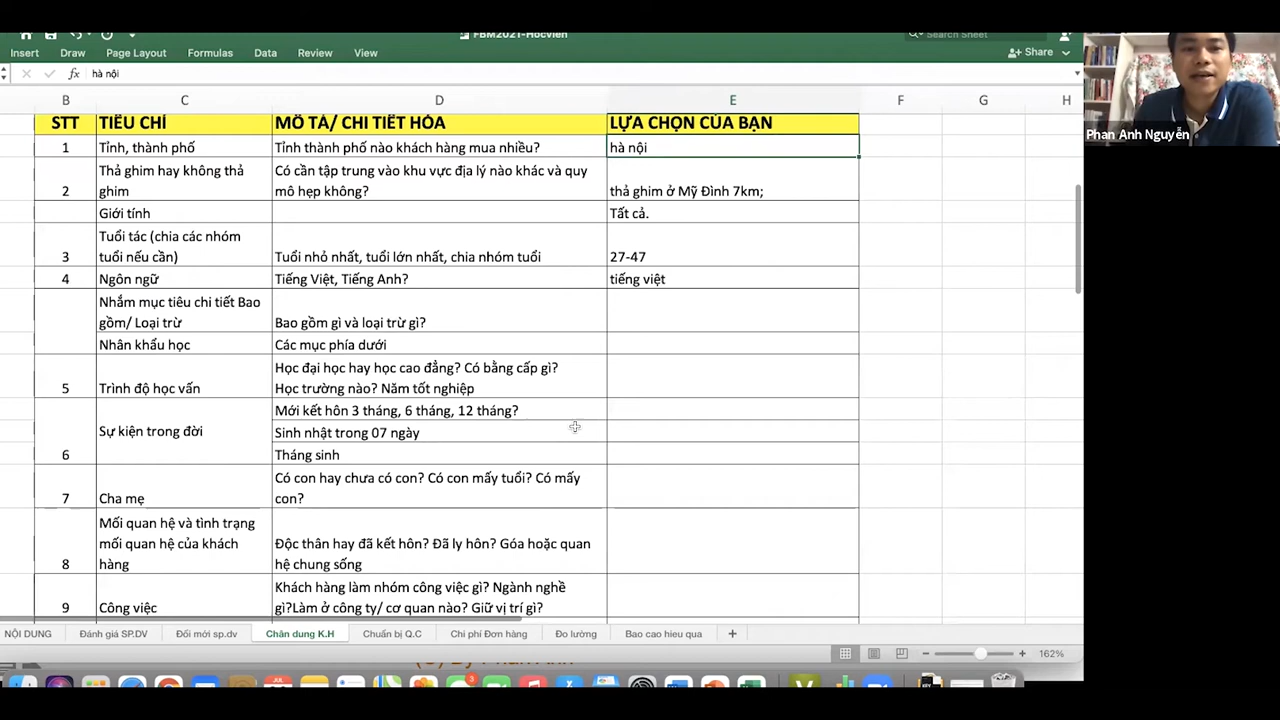 FBM2021-Hocvien
Search Sheet
Insert Draw Page Layout Formulas Data Review View
Share
fx hà nội
B C D E F G H
STT TIÊU CHÍ MÔ TẢ/ CHI TIẾT HÓA LỰA CHỌN CỦA BẠN
1 Tỉnh, thành phố Tỉnh thành phố nào khách hàng mua nhiều? hà nội
2 Thả ghim hay không thả
ghim
Có cần tập trung vào khu vực địa lý nào khác và quy
mô hẹp không?
thả ghim ở Mỹ Đình 7km;
Giới tính Tất cả.
3 Tuổi tác (chia các nhóm
tuổi nếu cần)
Tuổi nhỏ nhất, tuổi lớn nhất, chia nhóm tuổi 27-47
4 Ngôn ngữ Tiếng Việt, Tiếng Anh? tiếng việt
Nhắm mục tiêu chi tiết Bao
gồm/ Loại trừ
Bao gồm gì và loại trừ gì?
Nhân khẩu học Các mục phía dưới
5 Trình độ học vấn
Học đại học hay học cao đẳng? Có bằng cấp gì?
Học trường nào? Năm tốt nghiệp
6 Sự kiện trong đời
Mới kết hôn 3 tháng, 6 tháng, 12 tháng?
Sinh nhật trong 07 ngày
Tháng sinh
7 Cha mẹ
Có con hay chưa có con? Có con mấy tuổi? Có mấy
con?
8 Mối quan hệ và tình trạng
mối quan hệ của khách
hàng
Độc thân hay đã kết hôn? Đã ly hôn? Góa hoặc quan
hệ chung sống
9 Công việc
Khách hàng làm nhóm công việc gì? Ngành nghề
gì?Làm ở công ty/ cơ quan nào? Giữ vị trí gì?
NỘI DUNG Đánh giá SP.DV Đổi mới sp.dv Chân dung K.H Chuẩn bị Q.C Chi phí Đơn hàng Đo lường Bao cao hieu qua
162%
(C) By Phan Anh
Phan Anh Nguyễn